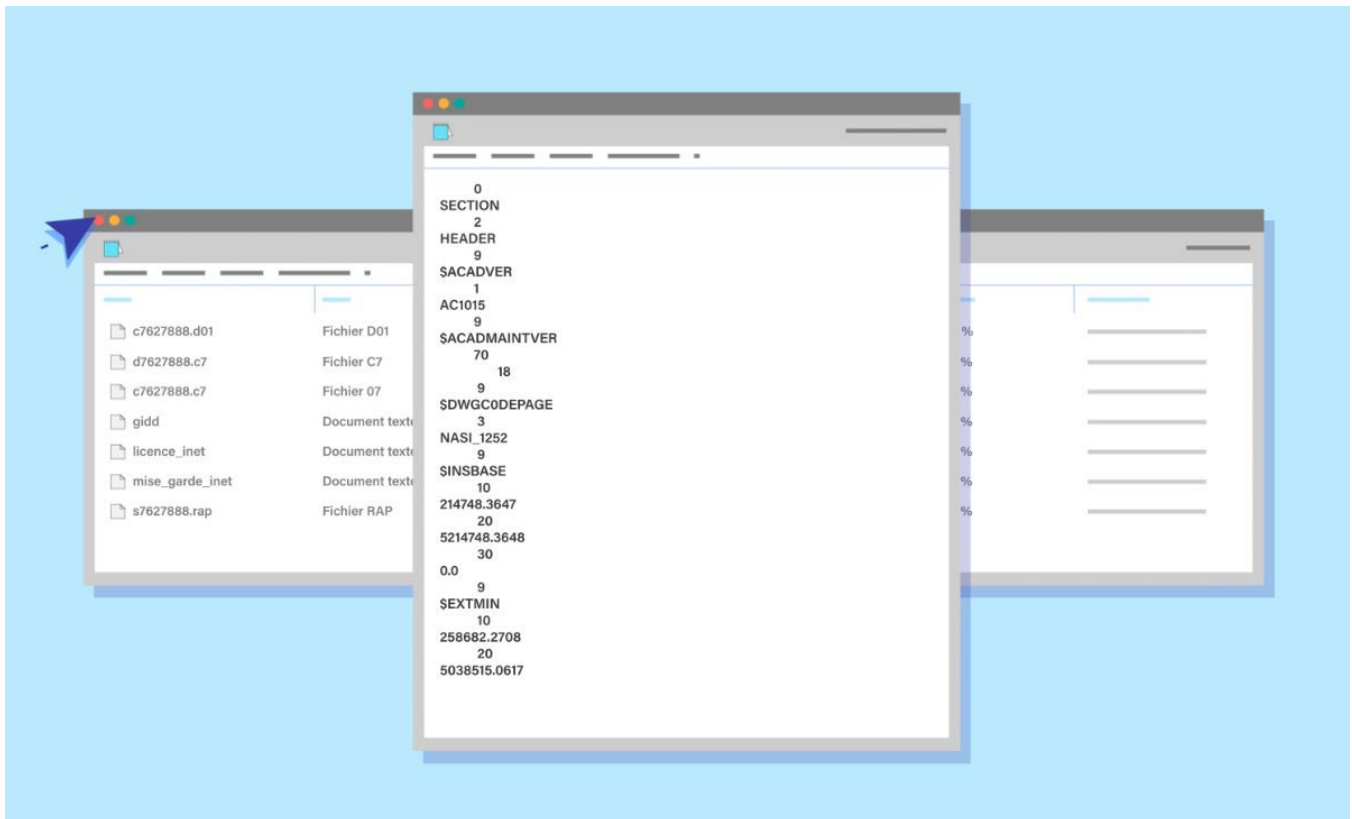 0
SECTION
2
HEADER
9
$ACADVER
1
AC1015
9
$ACADMAINTVER
70
18
9
$DWGC0DEPAGE
3
NASI_1252
9
$INSBASE
10
214748.3647
20
5214748.3648
30
0.0
9
$EXTMIN
10
258682.2708
20
5038515.0617
c7627888.d01 Fichier D01 %
d7627888.c7 Fichier C7 %
c7627888.c7 Fichier 07 %
gidd Document texte %
licence_inet Document texte %
mise_garde_inet Document texte %
s7627888.rap Fichier RAP %